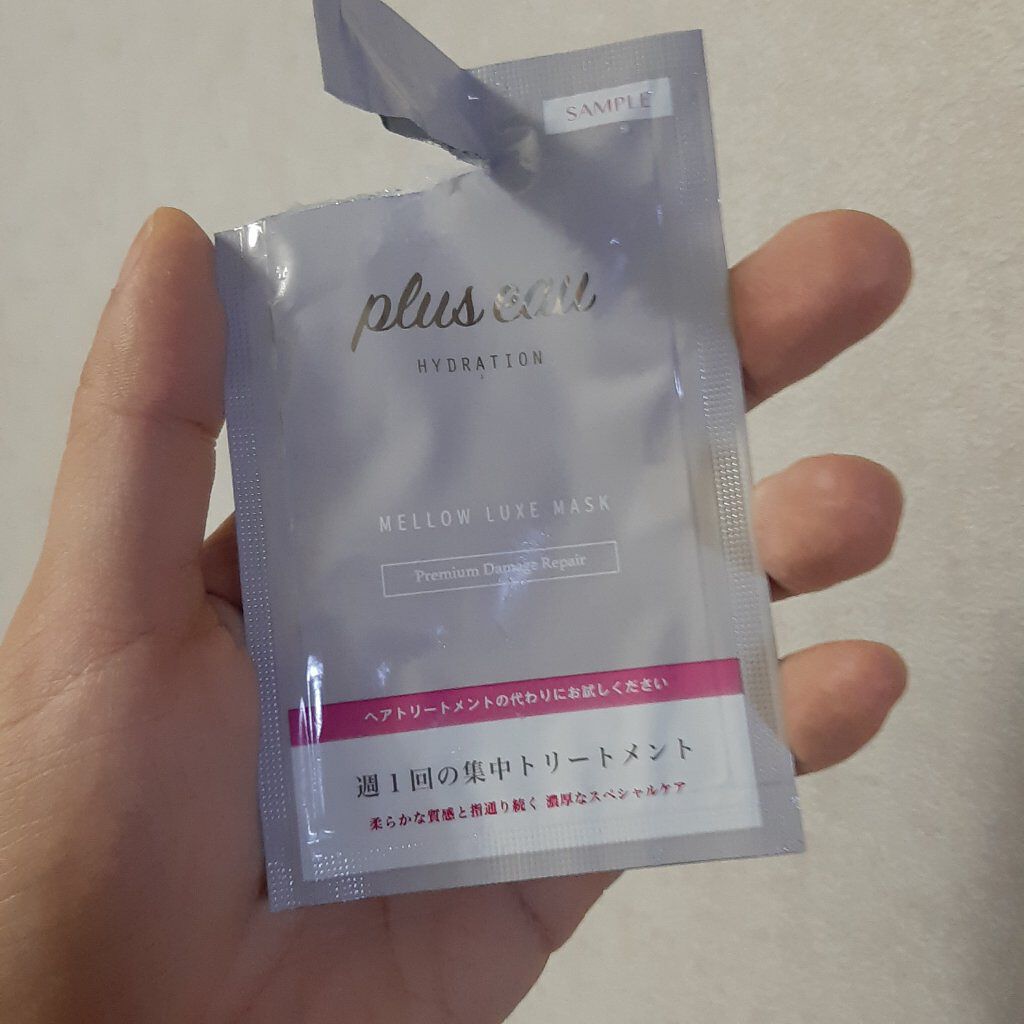 SAMPLE
plus eau
HYDRATION
MELLOW LUXE MASK
Premium Damage Repair
ヘアトリートメントの代わりにお試しください
週1回の集中トリートメント
柔らかな質感と指通り続く 濃厚なスペシャルケア